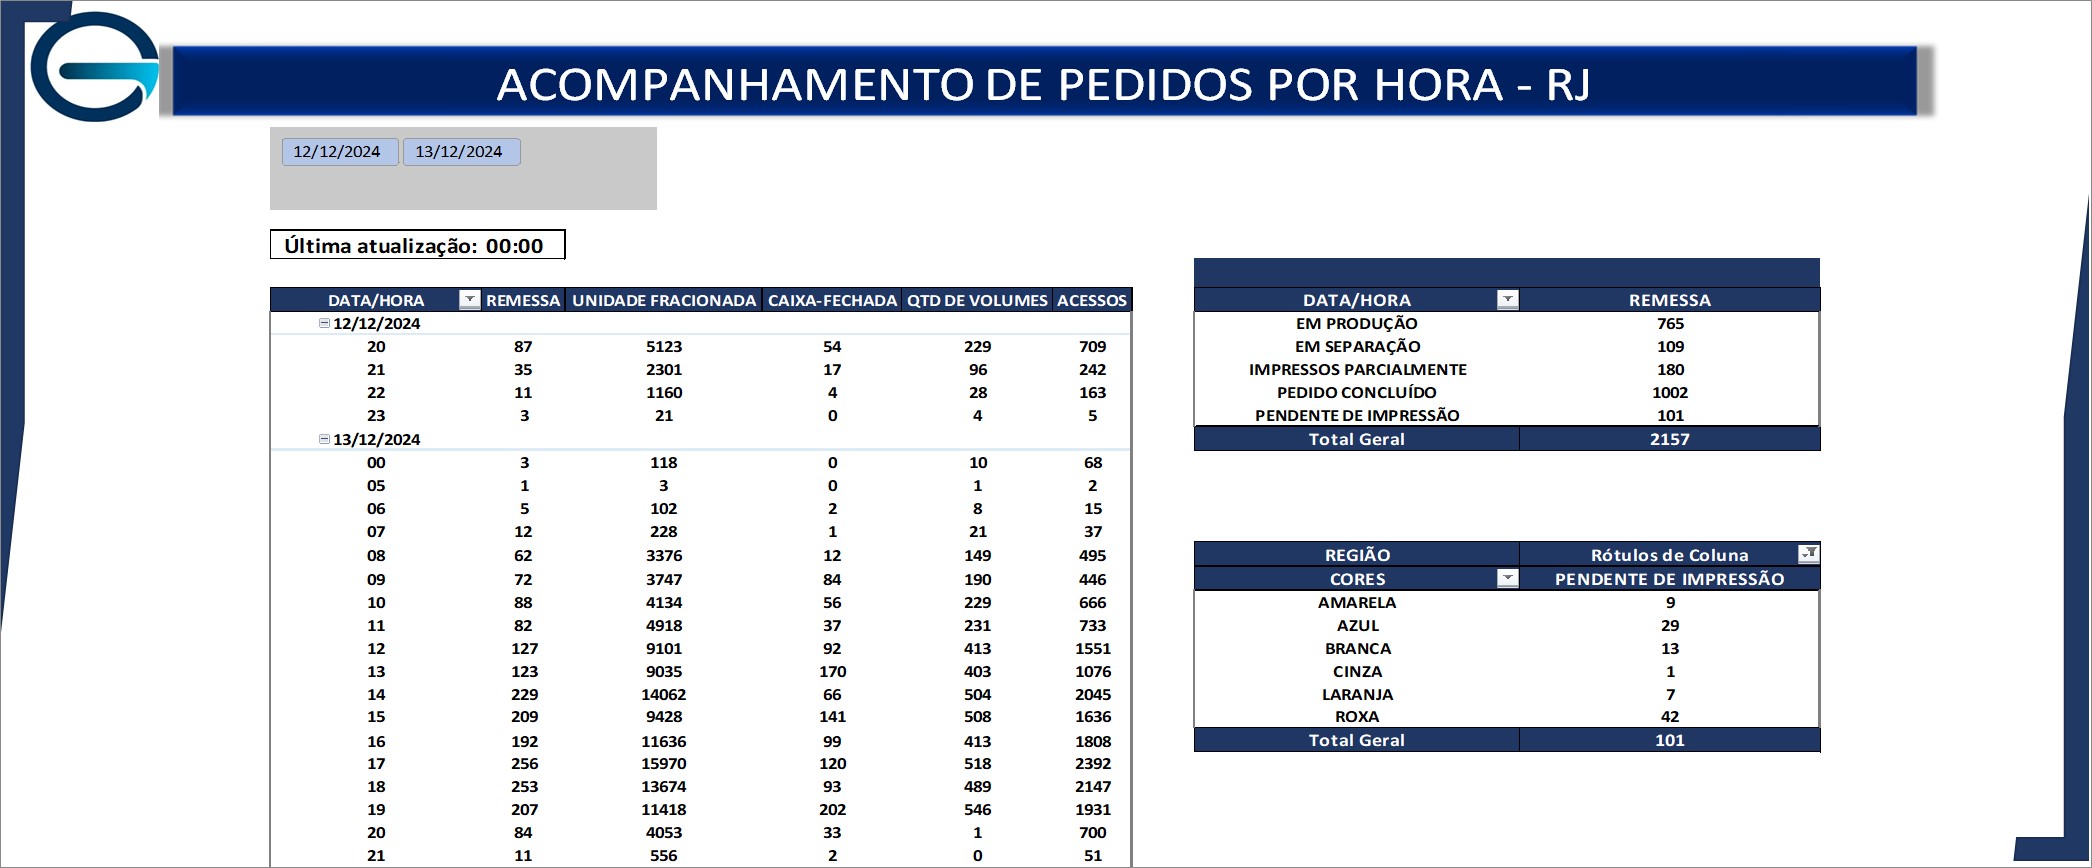 ACOMPANHAMENTO DE PEDIDOS POR HORA - RJ
12/12/2024 13/12/2024
Última atualização: 00:00
DATA/HORA REMESSA UNIDADE FRACIONADA CAIXA-FECHADA QTD DE VOLUMES ACESSOS
12/12/2024
20 87 5123 54 229 709
21 35 2301 17 96 242
22 11 1160 4 28 163
23 3 21 0 4 5
13/12/2024
00 3 118 0 10 68
05 1 3 0 1 2
06 5 102 2 8 15
07 12 228 1 21 37
08 62 3376 12 149 495
09 72 3747 84 190 446
10 88 4134 56 229 666
11 82 4918 37 231 733
12 127 9101 92 413 1551
13 123 9035 170 403 1076
14 229 14062 66 504 2045
15 209 9428 141 508 1636
16 192 11636 99 413 1808
17 256 15970 120 518 2392
18 253 13674 93 489 2147
19 207 11418 202 546 1931
20 84 4053 33 1 700
21 11 556 2 0 51
DATA/HORA REMESSA
EM PRODUÇÃO 765
EM SEPARAÇÃO 109
IMPRESSOS PARCIALMENTE 180
PEDIDO CONCLUÍDO 1002
PENDENTE DE IMPRESSÃO 101
Total Geral 2157
REGIÃO Rótulos de Coluna
CORES PENDENTE DE IMPRESSÃO
AMARELA 9
AZUL 29
BRANCA 13
CINZA 1
LARANJA 7
ROXA 42
Total Geral 101